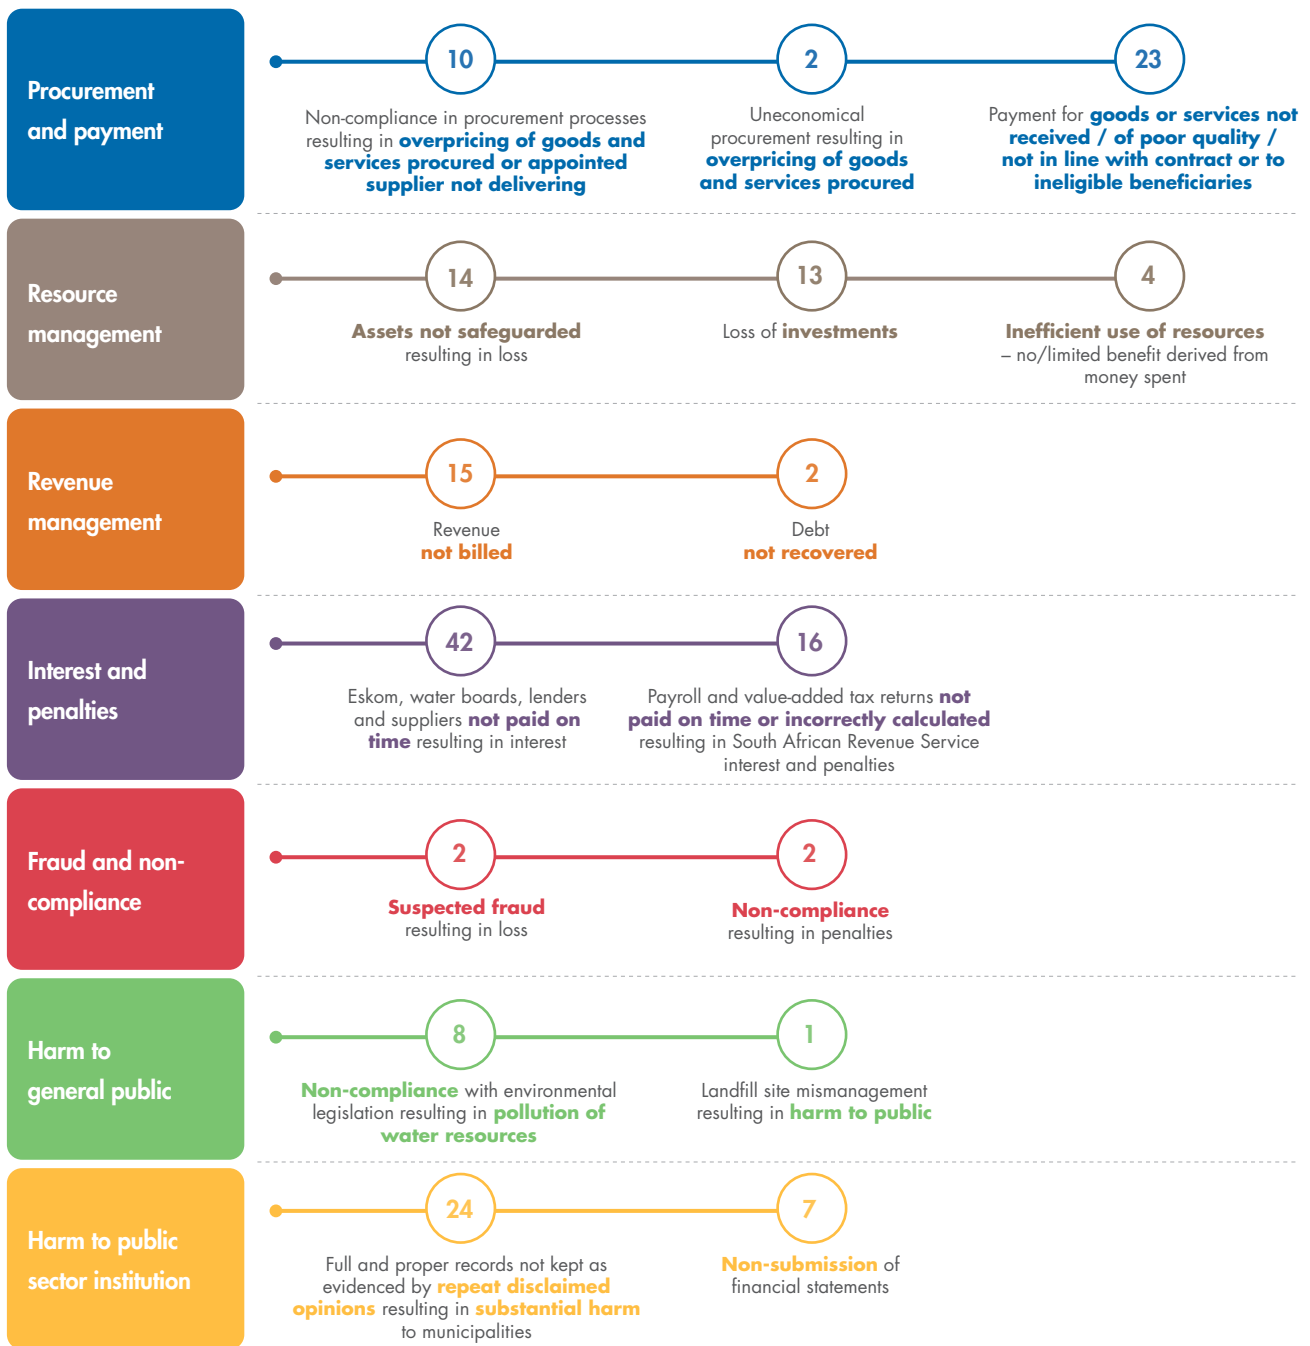 Procurement
and payment
10
Non-compliance in procurement processes
resulting in overpricing of goods and
services procured or appointed
supplier not delivering
2
Uneconomical
procurement resulting in
overpricing of goods
and services procured
23
Payment for goods or services not
received / of poor quality /
not in line with contract or to
ineligible beneficiaries
Resource
management
14
Assets not safeguarded
resulting in loss
13
Loss of investments
4
Inefficient use of resources
– no/limited benefit derived from
money spent
Revenue
management
15
Revenue
not billed
2
Debt
not recovered
Interest and
penalties
42
Eskom, water boards, lenders
and suppliers not paid on
time resulting in interest
16
Payroll and value-added tax returns not
paid on time or incorrectly calculated
resulting in South African Revenue Service
interest and penalties
Fraud and non-
compliance
2
Suspected fraud
resulting in loss
2
Non-compliance
resulting in penalties
Harm to
general public
8
Non-compliance with environmental
legislation resulting in pollution of
water resources
1
Landfill site mismanagement
resulting in harm to public
Harm to public
sector institution
24
Full and proper records not kept as
evidenced by repeat disclaimed
opinions resulting in substantial harm
to municipalities
7
Non-submission of
financial statements